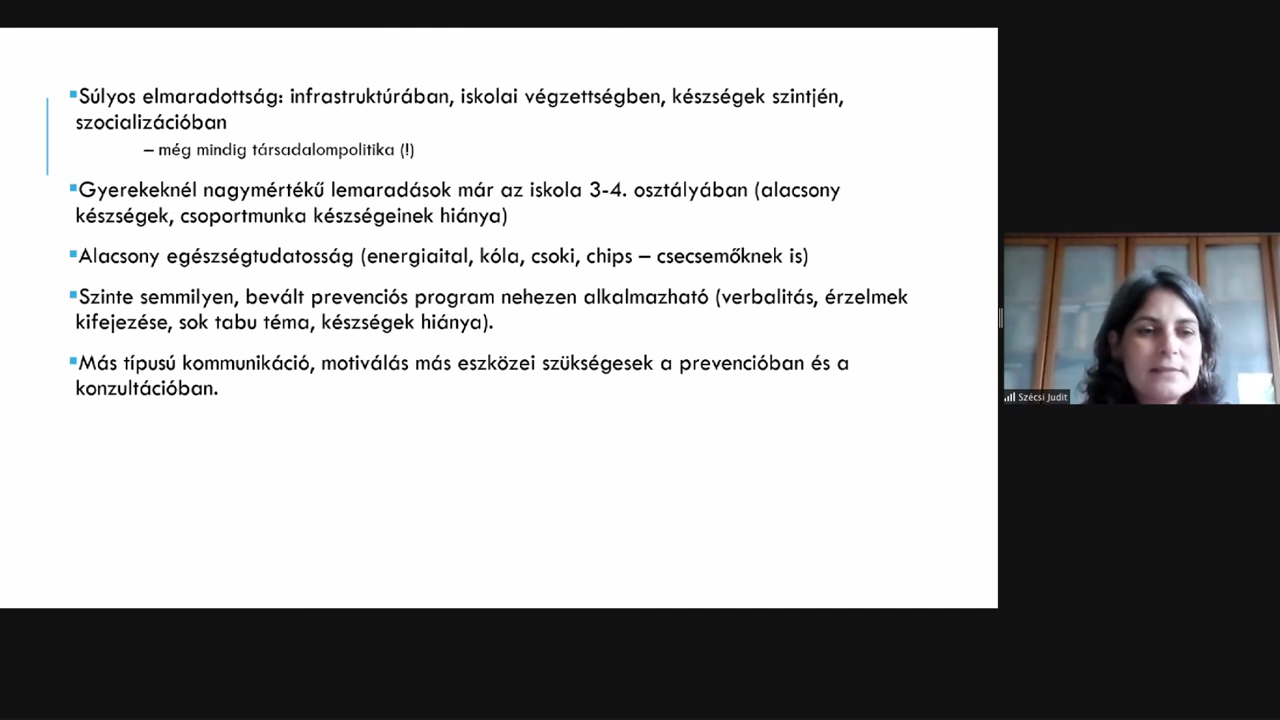 ▪Súlyos elmaradottság: infrastruktúrában, iskolai végzettségben, készségek szintjén,
szocializációban
– még mindig társadalompolitika (!)
▪Gyerekeknél nagymértékű lemaradások már az iskola 3-4. osztályában (alacsony
készségek, csoportmunka készségeinek hiánya)
▪Alacsony egészségtudatosság (energiaital, kóla, csoki, chips – csecsemőknek is)
▪Szinte semmilyen, bevált prevenciós program nehezen alkalmazható (verbalitás, érzelmek
kifejezése, sok tabu téma, készségek hiánya).
▪Más típusú kommunikáció, motiválás más eszközei szükségesek a prevencióban és a
konzultációban.
Szécsi Judit